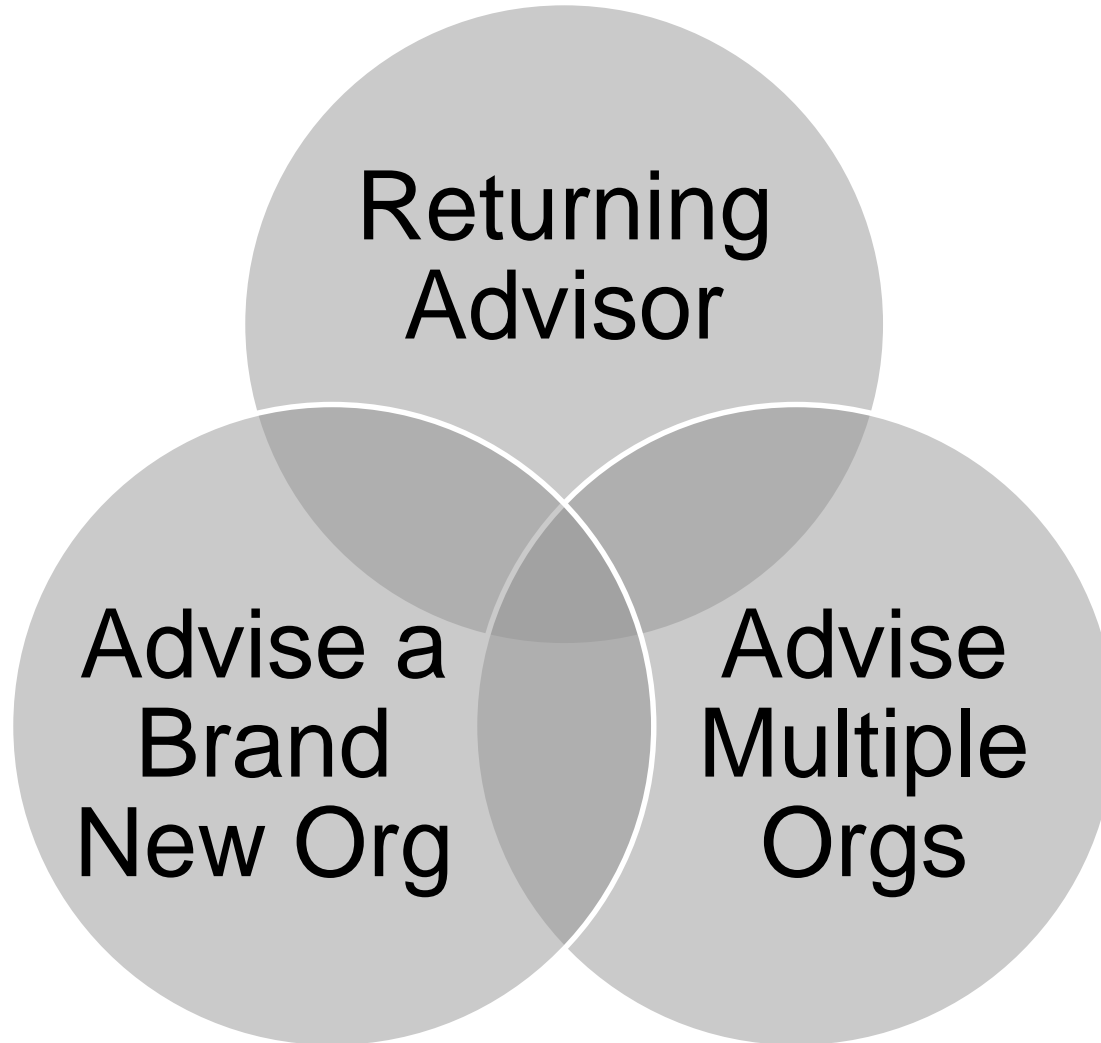 Returning
Advisor
Advise a
Brand
New Org
Advise
Multiple
Orgs